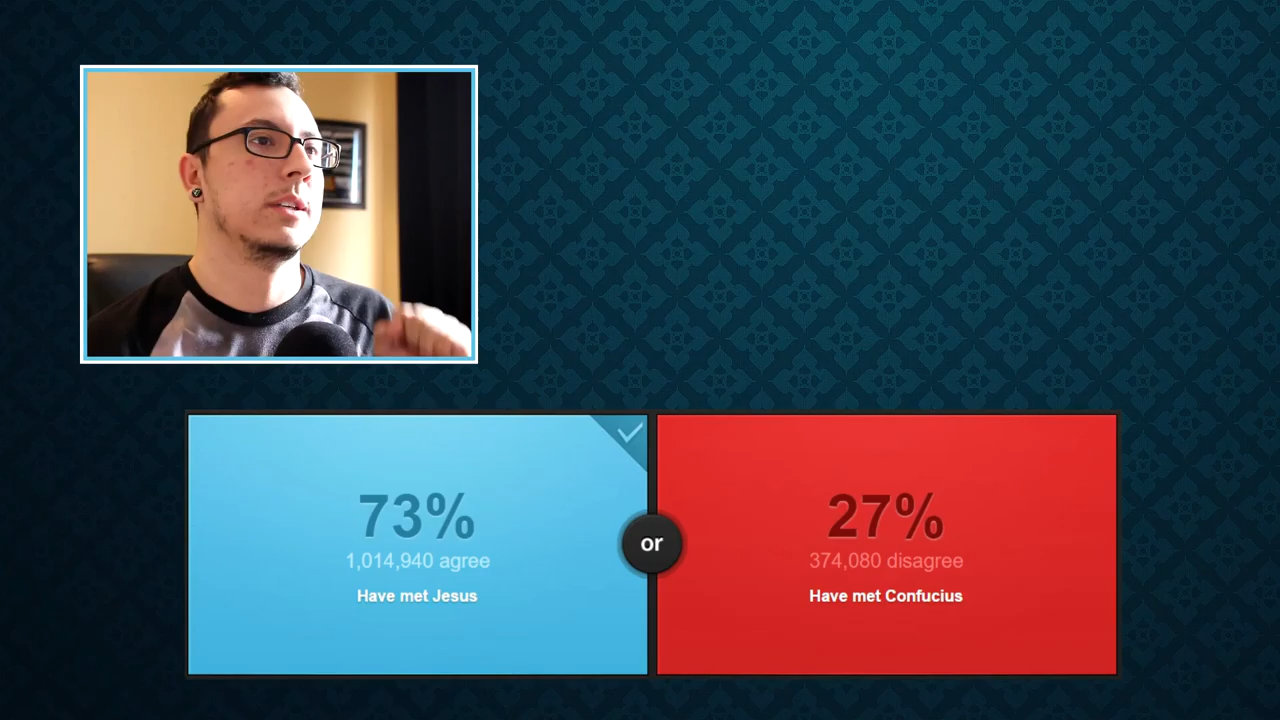 73%
1,014,940 agree
Have met Jesus
or
27%
374,080 disagree
Have met Confucius